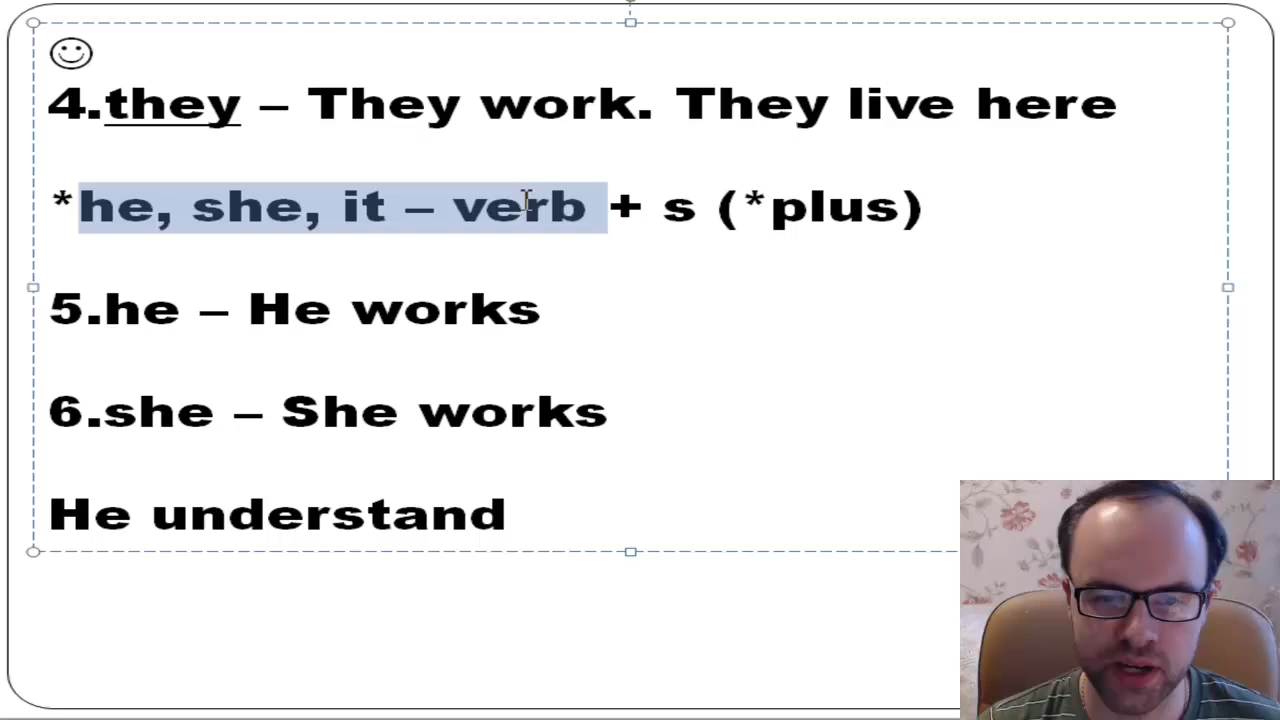 4.they – They work. They live here
*he, she, it – verb + s (*plus)
5.he – He works
6.she – She works
He understand